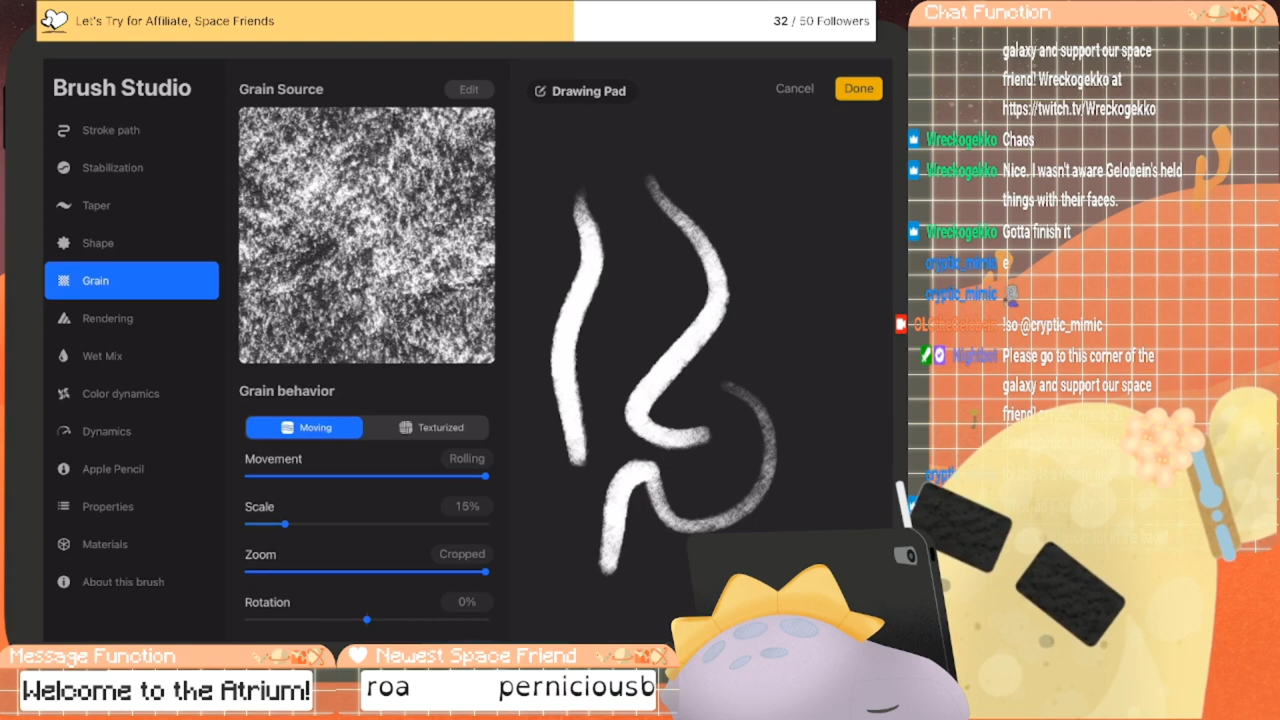 Let's Try for Affiliate, Space Friends
32 / 50 Followers
Brush Studio
Stroke path
Stabilization
Taper
Shape
Grain
Rendering
Wet Mix
Color dynamics
Dynamics
Apple Pencil
Properties
Materials
About this brush
Grain Source
Edit
Grain behavior
Moving
Texturized
Movement
Rolling
Scale
15%
Zoom
Cropped
Rotation
0%
Drawing Pad
Cancel
Done
Chat Function
galaxy and support our space
friend! Wreckogekko at
https://twitch.tv/Wreckogekko
Wreckogekko Chaos
Wreckogekko Nice. I wasn't aware Gelobein's held
things with their faces.
Wreckogekko Gotta finish it
cryptic_mimic e
cryptic_mimic
!so @cryptic_mimic
Nightbot Please go to this corner of the
galaxy and support our space
friend!
Message Function
Welcome to the Atrium!
Newest Space Friend
roa perniciousb